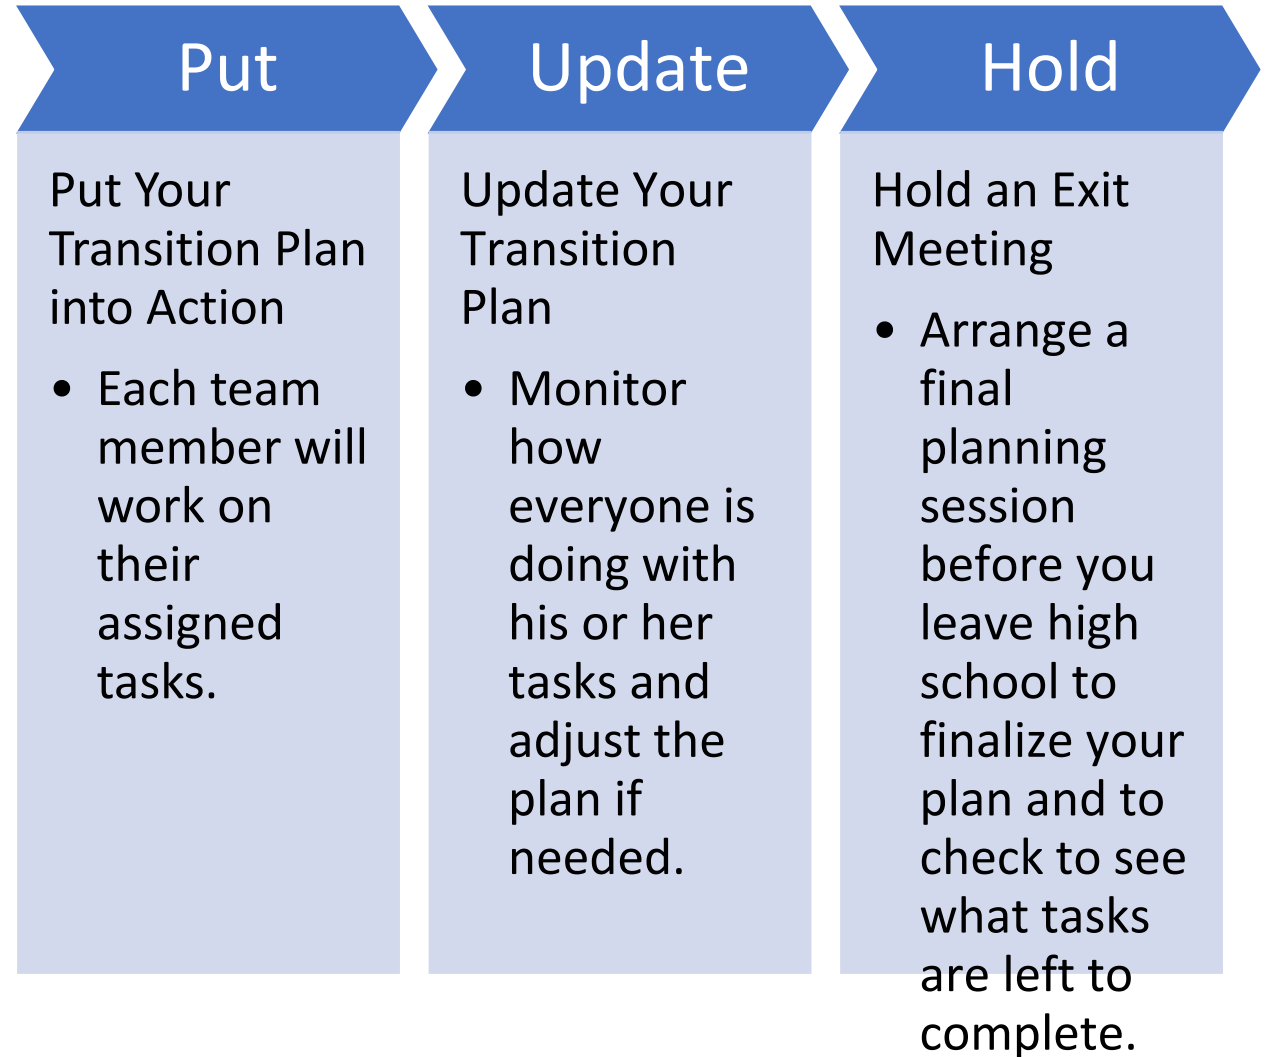 Put
Put Your
Transition Plan
into Action
• Each team
member will
work on
their
assigned
tasks.
Update
Update Your
Transition
Plan
• Monitor
how
everyone is
doing with
his or her
tasks and
adjust the
plan if
needed.
Hold
Hold an Exit
Meeting
• Arrange a
final
planning
session
before you
leave high
school to
finalize your
plan and to
check to see
what tasks
are left to
complete.